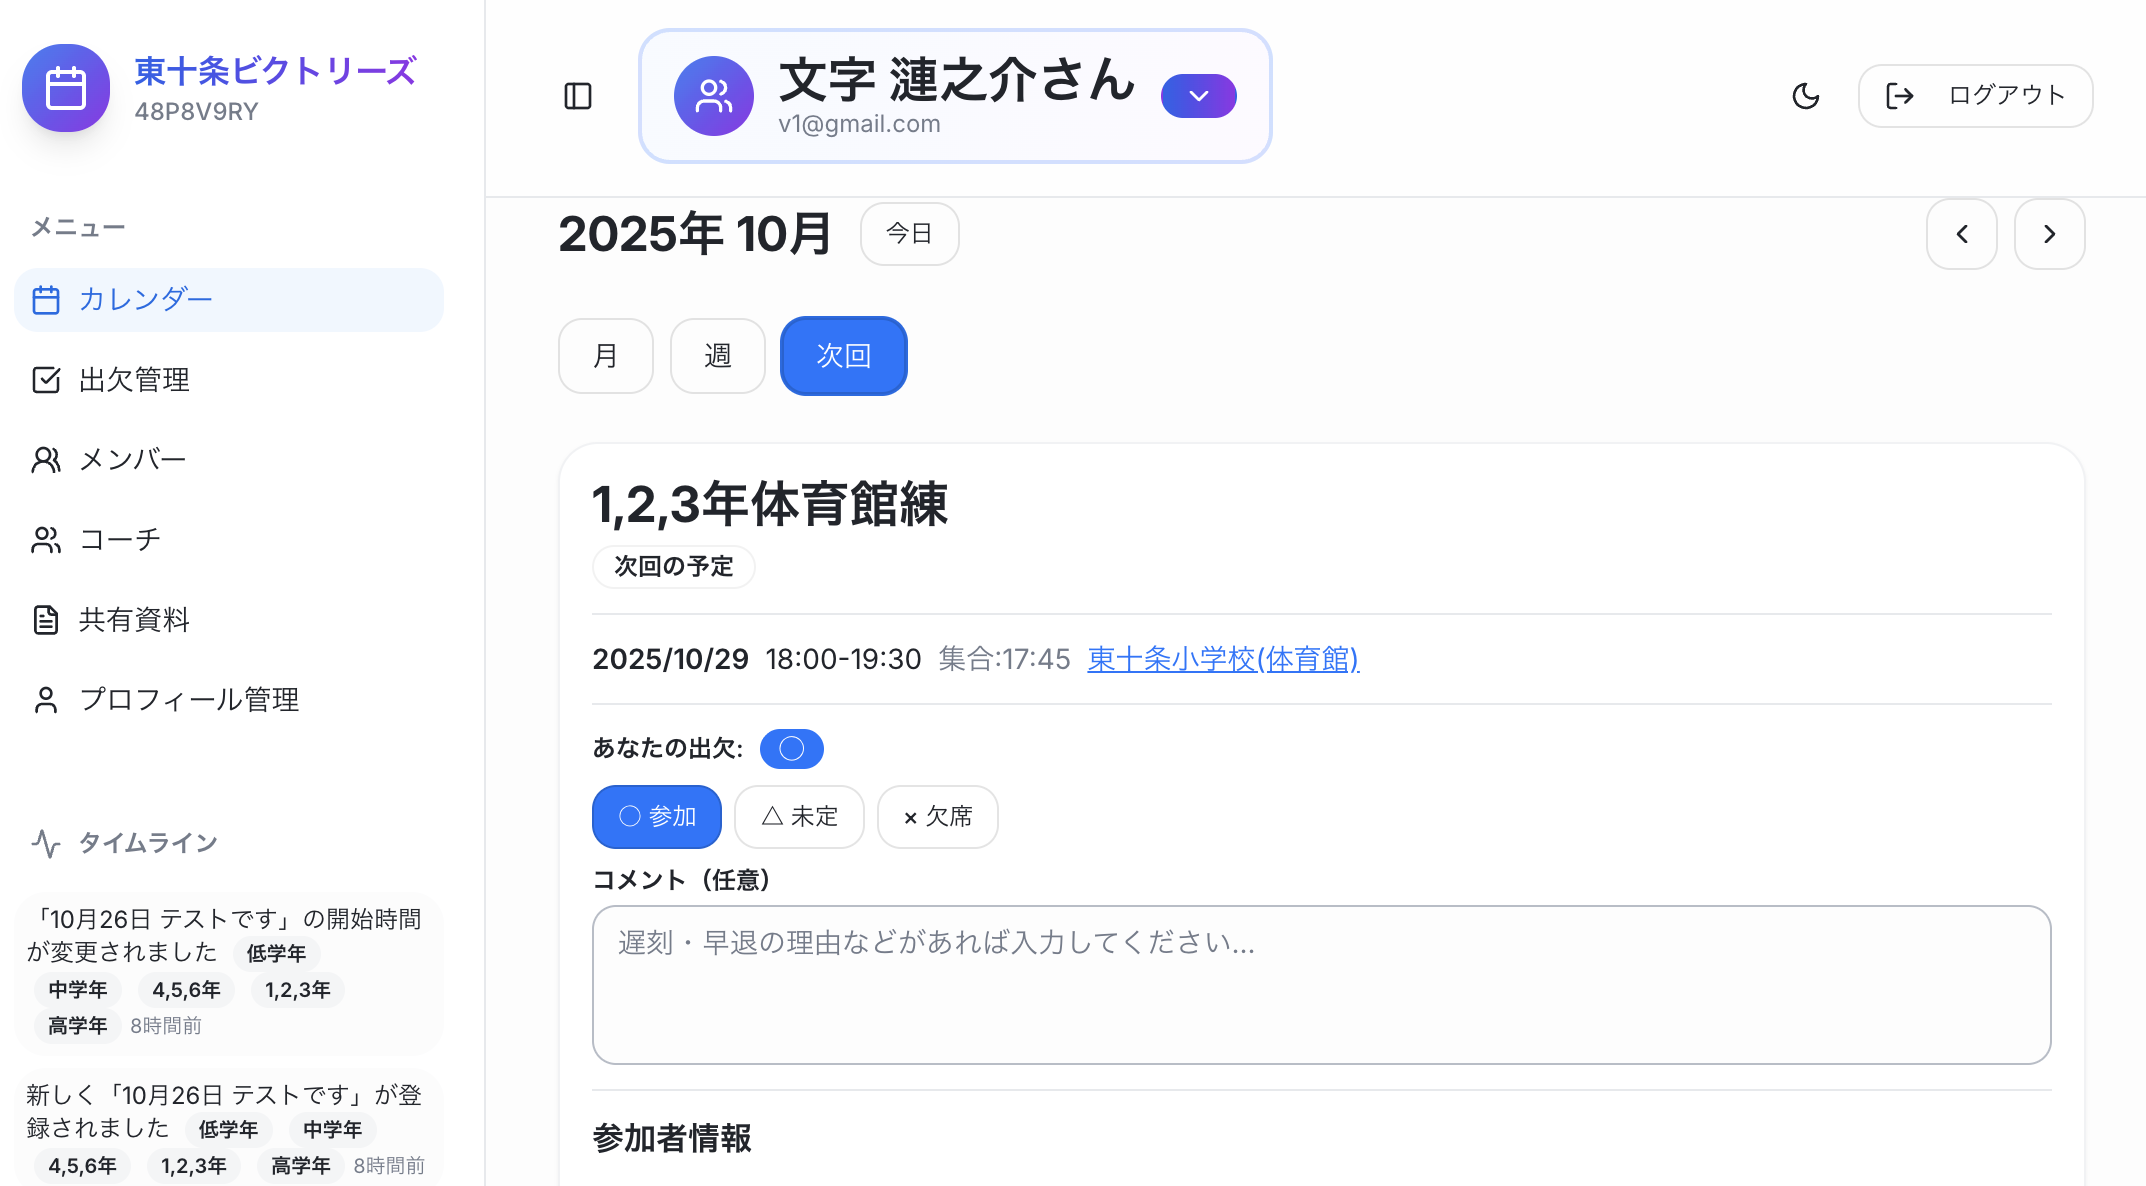 東十条ビクトリーズ
48P8V9RY
メニュー
カレンダー
出欠管理
メンバー
コーチ
共有資料
プロフィール管理
タイムライン
「10月26日 テストです」の開始時間
が変更されました 低学年
中学年 4,5,6年 1,2,3年
高学年 8時間前
新しく「10月26日 テストです」が登
録されました 低学年 中学年
4,5,6年 1,2,3年 高学年 8時間前
文字 漣之介さん
v1@gmail.com
ログアウト
2025年 10月 今日
月 週 次回
1,2,3年体育館練
次回の予定
2025/10/29 18:00-19:30 集合:17:45 東十条小学校(体育館)
あなたの出欠: ◯
◯ 参加 △ 未定 × 欠席
コメント（任意）
遅刻・早退の理由などがあれば入力してください...
参加者情報